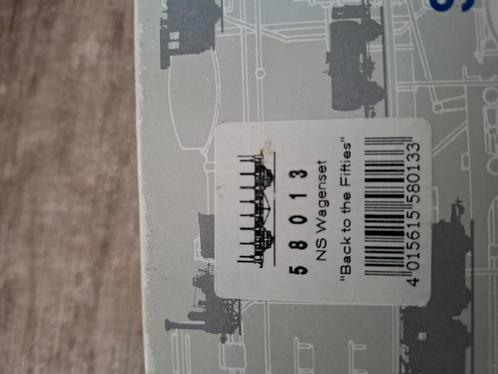 58013
NS Wagenset
"Back to the Fifties"
4 015615 580133